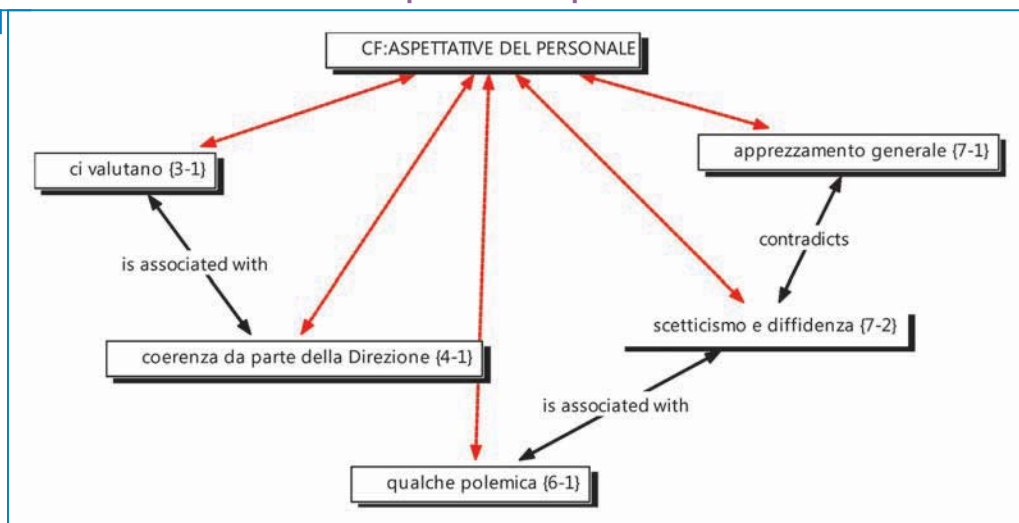 CF:ASPETTATIVE DEL PERSONALE
apprezzamento generale {7-1}
ci valutano {3-1}
contradicts
is associated with
scetticismo e diffidenza {7-2}
coerenza da parte della Direzione {4-1}
is associated with
qualche polemica {6-1}